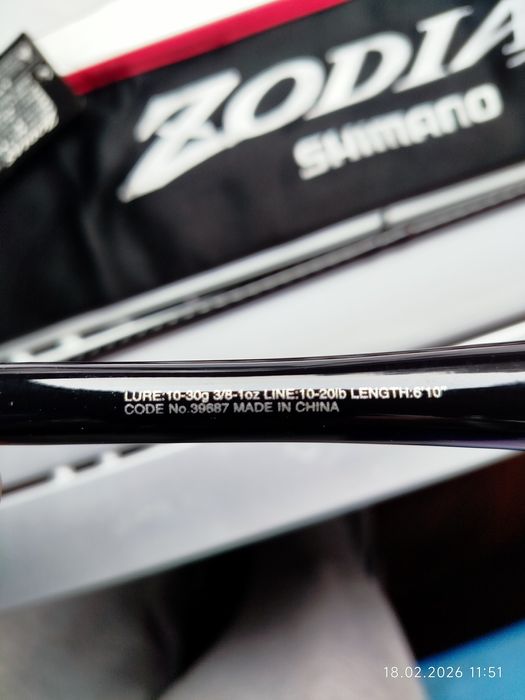 ZODIA
SHIMANO
LURE:10-30g 3/8-1oz LINE:10-20lb LENGTH:6'10"
CODE No.39687 MADE IN CHINA
18.02.2026 11:51